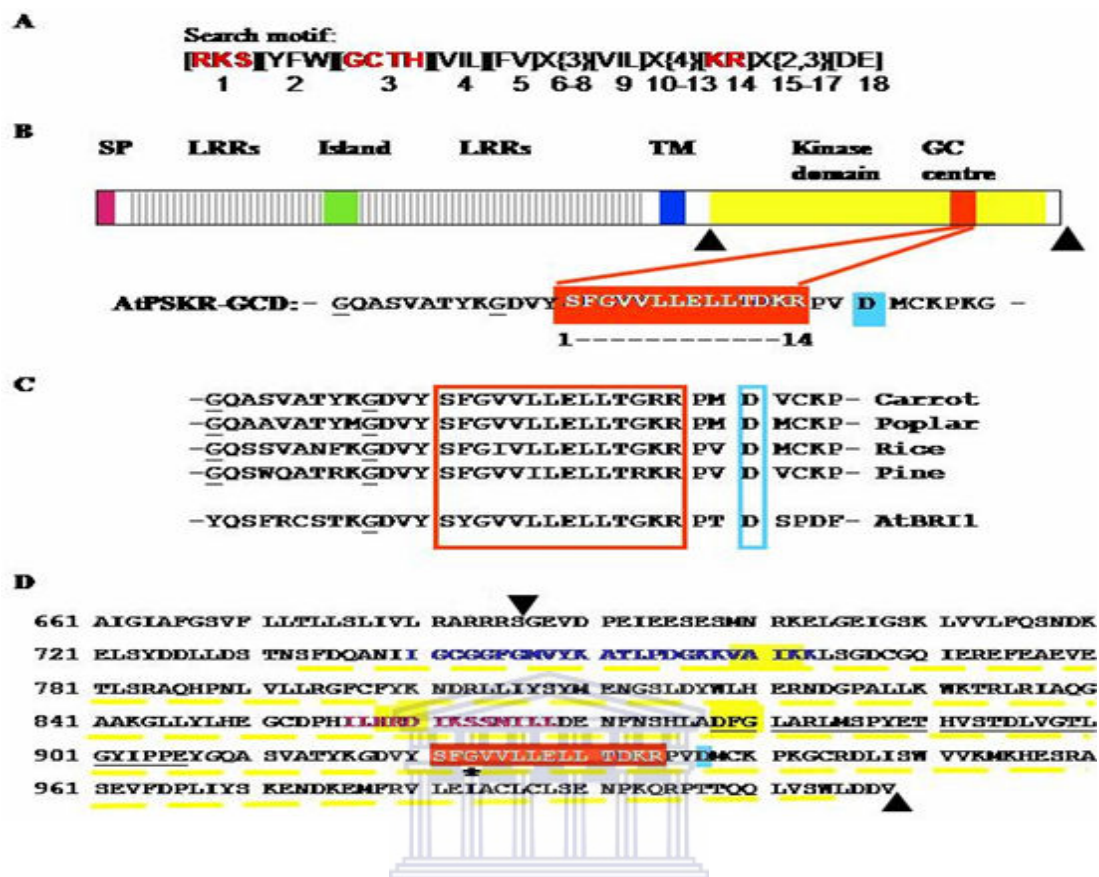 A
Search motif:
[RKS][YFW][GCTH][VIL][FV]X{3}[VIL]X{4}[KR]X{2,3}[DE]
1 2 3 4 5 6-8 9 10-13 14 15-17 18
B
SP LRRs Island LRRs TM Kinase domain GC centre
AtPSKR-GCD:- GQASVATYKGDVY SFGVVLLELLTDKR PV D MCKPKG -
1--------------14
C
-GQASVATYKGDVY SFGVVLLELLTGRR PM D VCKP- Carrot
-GQAAVATYMGDVY SFGVVLLELLTGRR PM D MCKP- Poplar
-GQSSVANFKGDVY SFGIVLLELLTGKR PV D MCKP- Rice
-GQSWQATRKGDVY SFGVVILELLTRKR PV D VCKP- Pine
-YQSFRCSTKGDVY SYGVVLLELLTGKR PT D SPDF- AtBRI1
D
661 AIGIAFGSVF LLTLLSLIVL RARRRSGEVD PEIEESESMN RKELGEIGSK LVVLFQSNDK
721 ELSYDDLLDS TNSFDQANII GCGGFGMVYK ATLPDGKKVA IKKLSGDCGQ IEREFEAEVE
781 TLSRAQHPNL VLLRGFCFYK NDRLLIYSYM ENGSLDYWLH ERNDGPALLK WKTRLRIAQG
841 AAKGLLYLHE GCDPHILHRD IKSSNILLDE NFNSHLADFG LARLMSPYET HVSTDLVGTL
901 GYIPPEYGQA SVATYKGDVY SFGVVLLELL TDKRPVDMCK PKGCRDLISW VVKMKHESRA
*
961 SEVFDPLIYS KENDKEMFRV LEIACLCLSE NPKQRPTTQQ LVSWLDDV